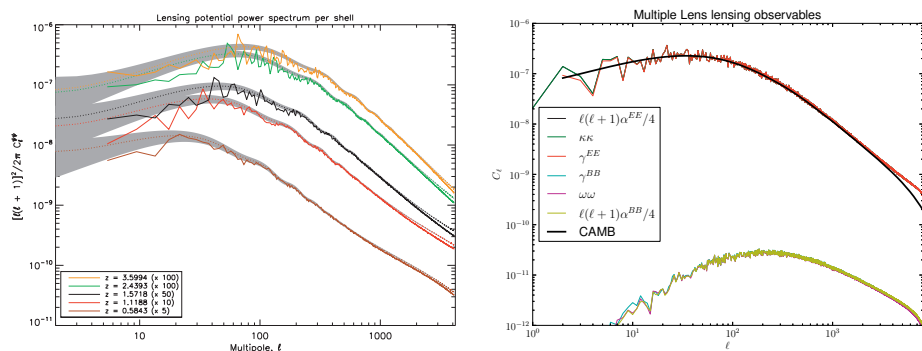 Lensing potential power spectrum per shell
10⁻⁶
10⁻⁷
10⁻⁸
10⁻⁹
10⁻¹⁰
10⁻¹¹
[ℓ(ℓ + 1)]²/2π C_ℓ^φφ
z = 3.5994 (x 100)
z = 2.4393 (x 100)
z = 1.5718 (x 50)
z = 1.1188 (x 10)
z = 0.5843 (x 5)
10
100
1000
Multipole, ℓ
Multiple Lens lensing observables
10⁻⁶
10⁻⁷
10⁻⁸
10⁻⁹
10⁻¹⁰
10⁻¹¹
10⁻¹²
C_ℓ
ℓ(ℓ+1)α^EE/4
κκ
γ^EE
γ^BB
ωω
ℓ(ℓ+1)α^BB/4
CAMB
10⁰
10¹
10²
10³
ℓ